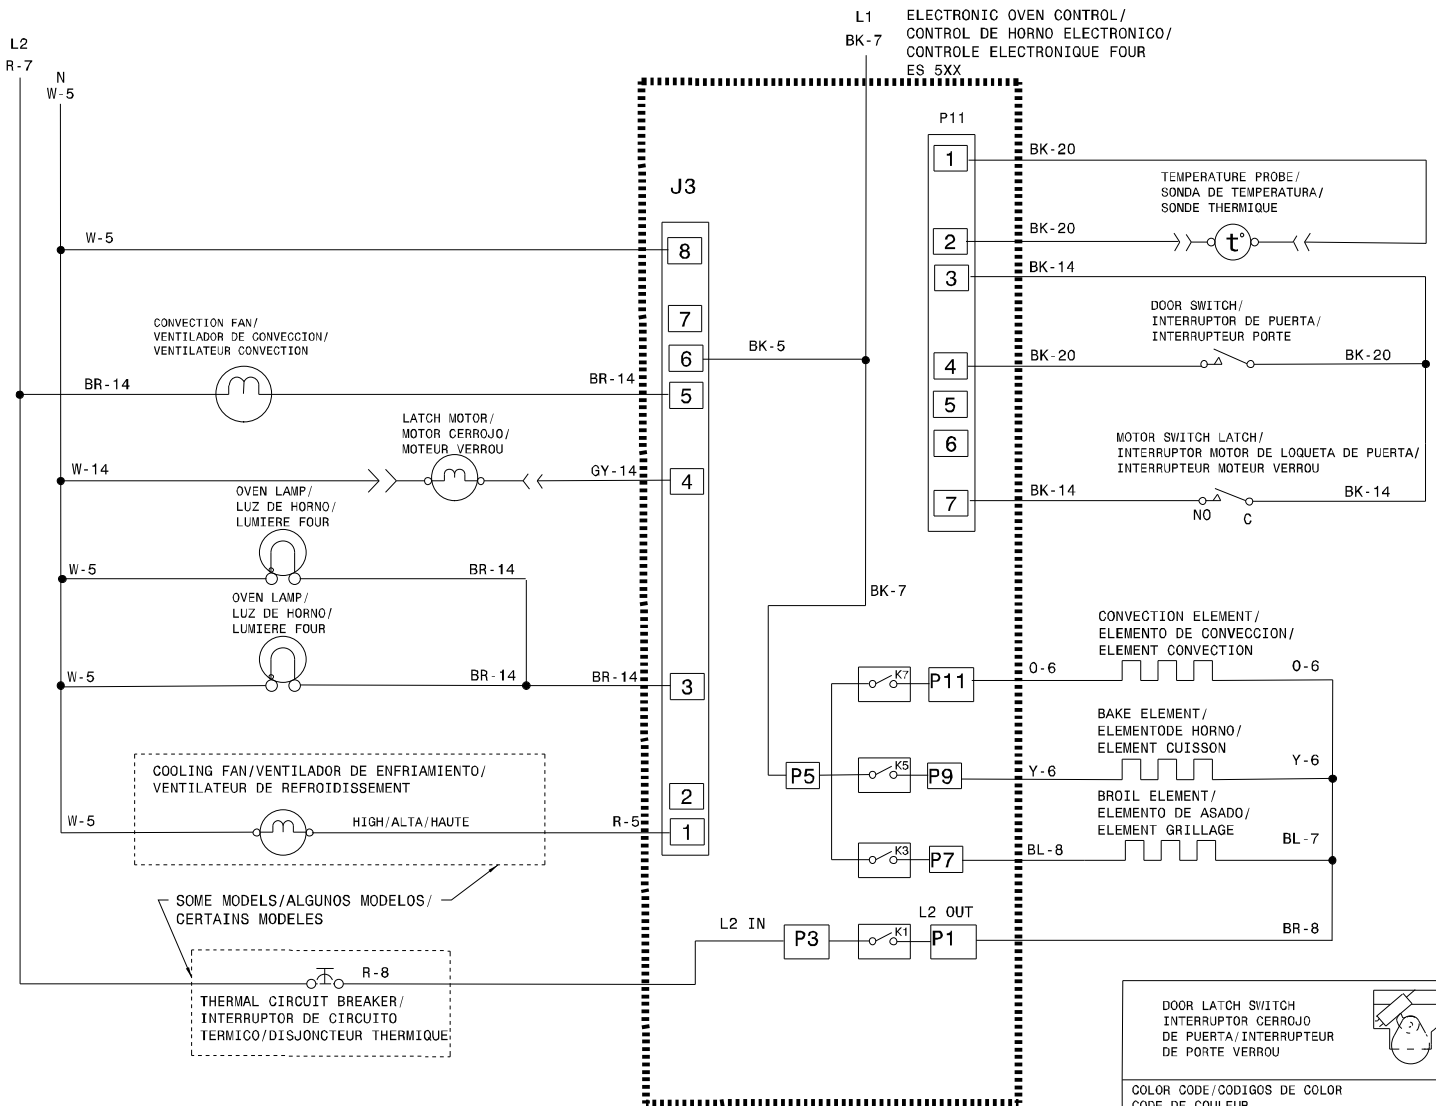 L1
BK-7
ELECTRONIC OVEN CONTROL/
CONTROL DE HORNO ELECTRONICO/
CONTROLE ELECTRONIQUE FOUR
ES 5XX
L2
R-7
N
W-5
J3
W-5
8
7
6
BK-5
CONVECTION FAN/
VENTILADOR DE CONVECCION/
VENTILATEUR CONVECTION
BR-14
BR-14
5
LATCH MOTOR/
MOTOR CERROJO/
MOTEUR VERROU
W-14
GY-14
4
OVEN LAMP/
LUZ DE HORNO/
LUMIERE FOUR
W-5
BR-14
OVEN LAMP/
LUZ DE HORNO/
LUMIERE FOUR
W-5
BR-14
BR-14
3
COOLING FAN/VENTILADOR DE ENFRIAMIENTO/
VENTILATEUR DE REFROIDISSEMENT
2
W-5
HIGH/ALTA/HAUTE
R-5
1
SOME MODELS/ALGUNOS MODELOS/
CERTAINS MODELES
R-8
THERMAL CIRCUIT BREAKER/
INTERRUPTOR DE CIRCUITO
TERMICO/DISJONCTEUR THERMIQUE
P11
1
BK-20
TEMPERATURE PROBE/
SONDA DE TEMPERATURA/
SONDE THERMIQUE
2
BK-20
t°
3
BK-14
DOOR SWITCH/
INTERRUPTOR DE PUERTA/
INTERRUPTEUR PORTE
4
BK-20
BK-20
5
6
MOTOR SWITCH LATCH/
INTERRUPTOR MOTOR DE LOQUETA DE PUERTA/
INTERRUPTEUR MOTEUR VERROU
7
BK-14
BK-14
NO
C
BK-7
CONVECTION ELEMENT/
ELEMENTO DE CONVECCION/
ELEMENT CONVECTION
K7
P11
O-6
O-6
BAKE ELEMENT/
ELEMENTODE HORNO/
ELEMENT CUISSON
P5
K5
P9
Y-6
Y-6
BROIL ELEMENT/
ELEMENTO DE ASADO/
ELEMENT GRILLAGE
K3
P7
BL-8
BL-7
L2 IN
L2 OUT
P3
K1
P1
BR-8
DOOR LATCH SWITCH
INTERRUPTOR CERROJO
DE PUERTA/INTERRUPTEUR
DE PORTE VERROU
COLOR CODE/CODIGOS DE COLOR
CODE DE COULEUR